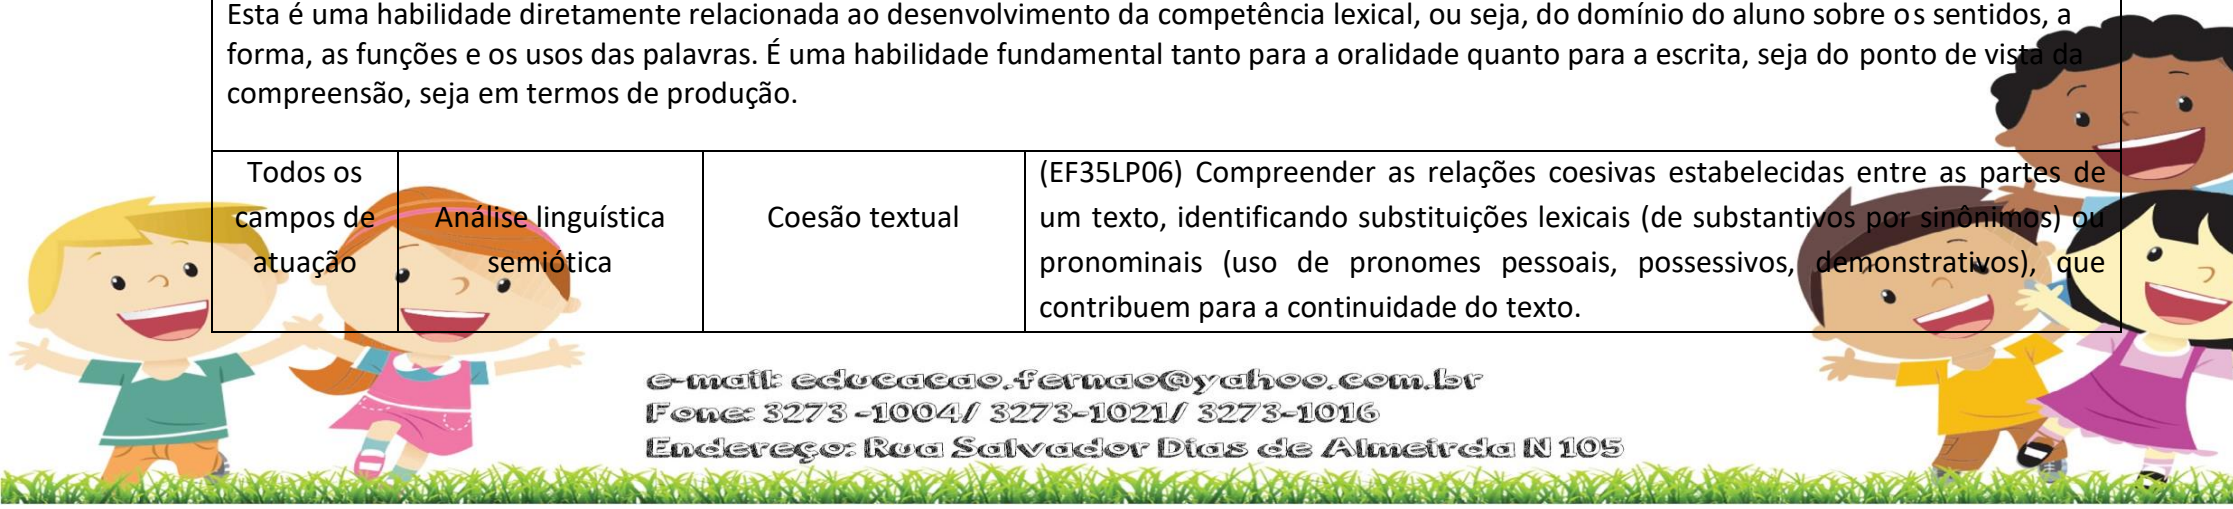 Esta é uma habilidade diretamente relacionada ao desenvolvimento da competência lexical, ou seja, do domínio do aluno sobre os sentidos, a
forma, as funções e os usos das palavras. É uma habilidade fundamental tanto para a oralidade quanto para a escrita, seja do ponto de vista da
compreensão, seja em termos de produção.
Todos os
campos de
atuação
Análise linguística
semiótica
Coesão textual
(EF35LP06) Compreender as relações coesivas estabelecidas entre as partes de
um texto, identificando substituições lexicais (de substantivos por sinônimos) ou
pronominais (uso de pronomes pessoais, possessivos, demonstrativos), que
contribuem para a continuidade do texto.
e-mail: educacao.fernao@yahoo.com.br
Fone: 3273 -1004/ 3273-1021/ 3273-1016
Endereço: Rua Salvador Dias de Almeirda N 105